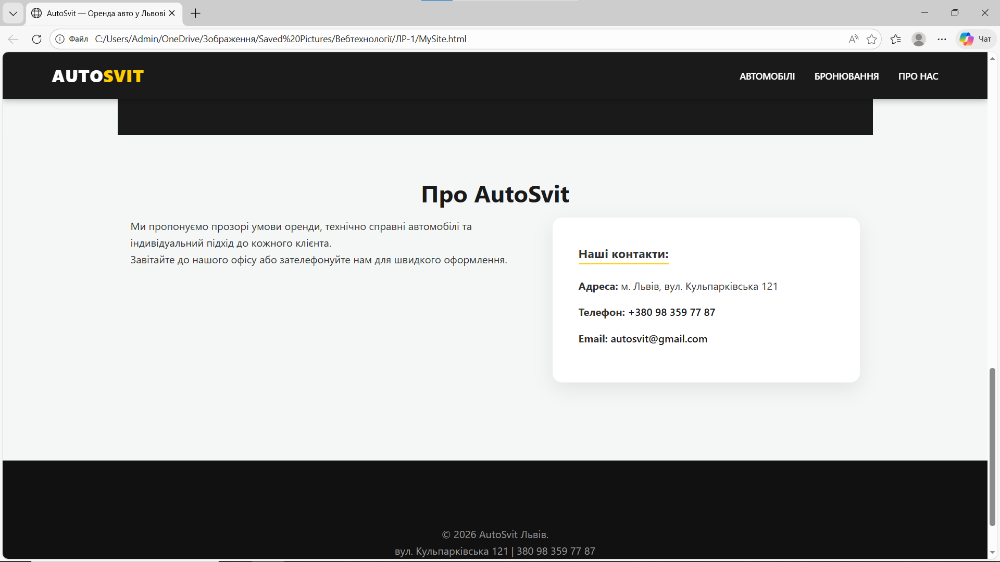 AutoSvit — Оренда авто у Львові
Файл C:/Users/Admin/OneDrive/Зображення/Saved%20Pictures/Вебтехнології/ЛР-1/MySite.html
Чат
AUTOSVIT
АВТОМОБІЛІ БРОНЮВАННЯ ПРО НАС
Про AutoSvit
Ми пропонуємо прозорі умови оренди, технічно справні автомобілі та
індивідуальний підхід до кожного клієнта.
Завітайте до нашого офісу або зателефонуйте нам для швидкого оформлення.
Наші контакти:
Адреса: м. Львів, вул. Кульпарківська 121
Телефон: +380 98 359 77 87
Email: autosvit@gmail.com
© 2026 AutoSvit Львів.
вул. Кульпарківська 121 | 380 98 359 77 87